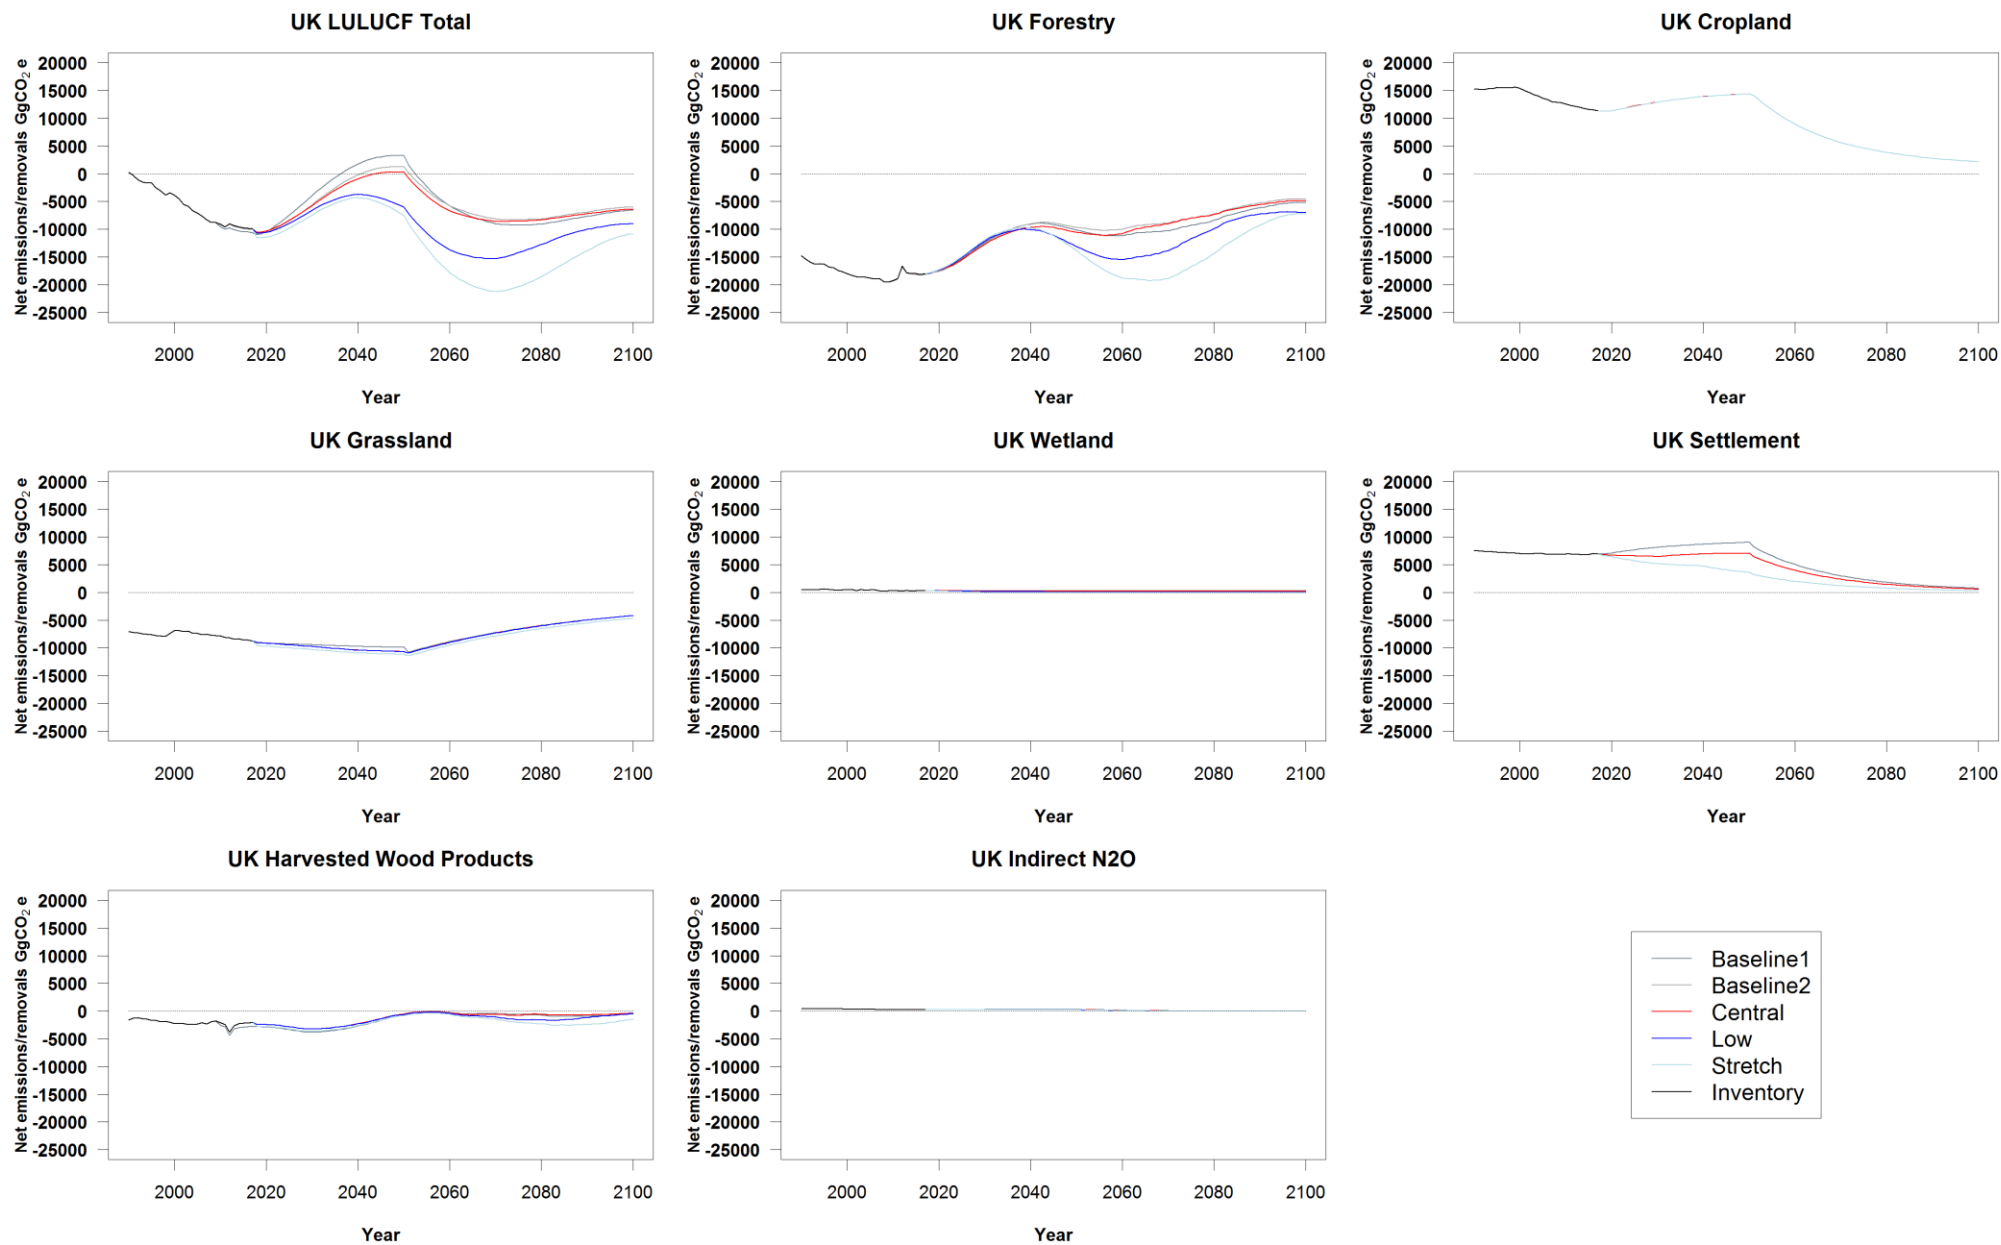 UK LULUCF Total
Net emissions/removals GgCO₂ e
20000
15000
10000
5000
0
-5000
-10000
-15000
-20000
-25000
2000 2020 2040 2060 2080 2100
Year
UK Forestry
Net emissions/removals GgCO₂ e
20000
15000
10000
5000
0
-5000
-10000
-15000
-20000
-25000
2000 2020 2040 2060 2080 2100
Year
UK Cropland
Net emissions/removals GgCO₂ e
20000
15000
10000
5000
0
-5000
-10000
-15000
-20000
-25000
2000 2020 2040 2060 2080 2100
Year
UK Grassland
Net emissions/removals GgCO₂ e
20000
15000
10000
5000
0
-5000
-10000
-15000
-20000
-25000
2000 2020 2040 2060 2080 2100
Year
UK Wetland
Net emissions/removals GgCO₂ e
20000
15000
10000
5000
0
-5000
-10000
-15000
-20000
-25000
2000 2020 2040 2060 2080 2100
Year
UK Settlement
Net emissions/removals GgCO₂ e
20000
15000
10000
5000
0
-5000
-10000
-15000
-20000
-25000
2000 2020 2040 2060 2080 2100
Year
UK Harvested Wood Products
Net emissions/removals GgCO₂ e
20000
15000
10000
5000
0
-5000
-10000
-15000
-20000
-25000
2000 2020 2040 2060 2080 2100
Year
UK Indirect N2O
Net emissions/removals GgCO₂ e
20000
15000
10000
5000
0
-5000
-10000
-15000
-20000
-25000
2000 2020 2040 2060 2080 2100
Year
Baseline1
Baseline2
Central
Low
Stretch
Inventory